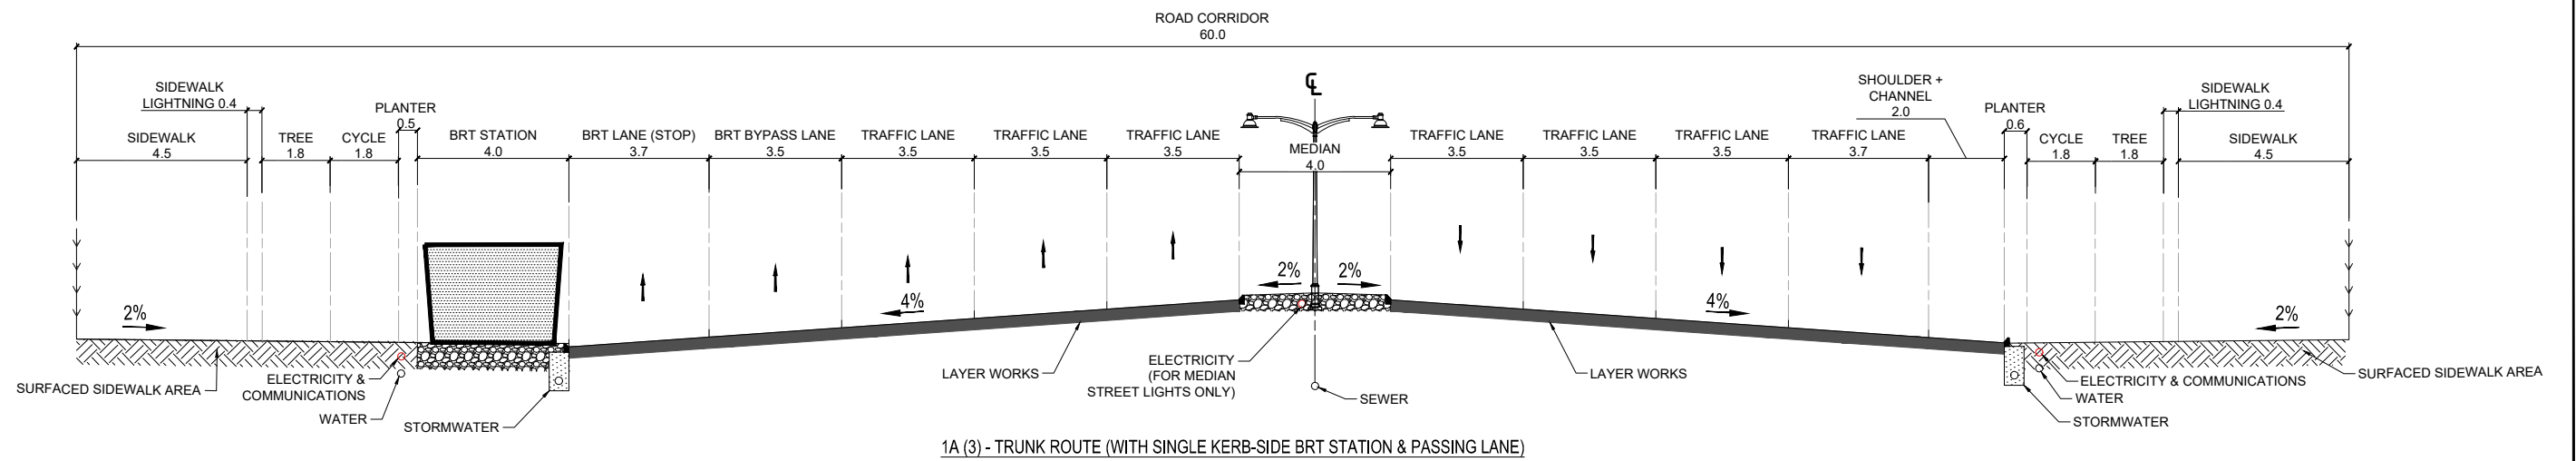 ROAD CORRIDOR
60.0
SIDEWALK
LIGHTNING 0.4
SIDEWALK
4.5
TREE
1.8
CYCLE
1.8
PLANTER
0.5
BRT STATION
4.0
BRT LANE (STOP)
3.7
BRT BYPASS LANE
3.5
TRAFFIC LANE
3.5
TRAFFIC LANE
3.5
TRAFFIC LANE
3.5
CL
MEDIAN
4.0
TRAFFIC LANE
3.5
TRAFFIC LANE
3.5
TRAFFIC LANE
3.5
TRAFFIC LANE
3.7
SHOULDER +
CHANNEL
2.0
PLANTER
0.6
CYCLE
1.8
TREE
1.8
SIDEWALK
LIGHTNING 0.4
SIDEWALK
4.5
2%
4%
2%
2%
4%
2%
SURFACED SIDEWALK AREA
ELECTRICITY &
COMMUNICATIONS
WATER
STORMWATER
LAYER WORKS
ELECTRICITY
(FOR MEDIAN
STREET LIGHTS ONLY)
SEWER
LAYER WORKS
ELECTRICITY & COMMUNICATIONS
WATER
STORMWATER
SURFACED SIDEWALK AREA
1A (3) - TRUNK ROUTE (WITH SINGLE KERB-SIDE BRT STATION & PASSING LANE)